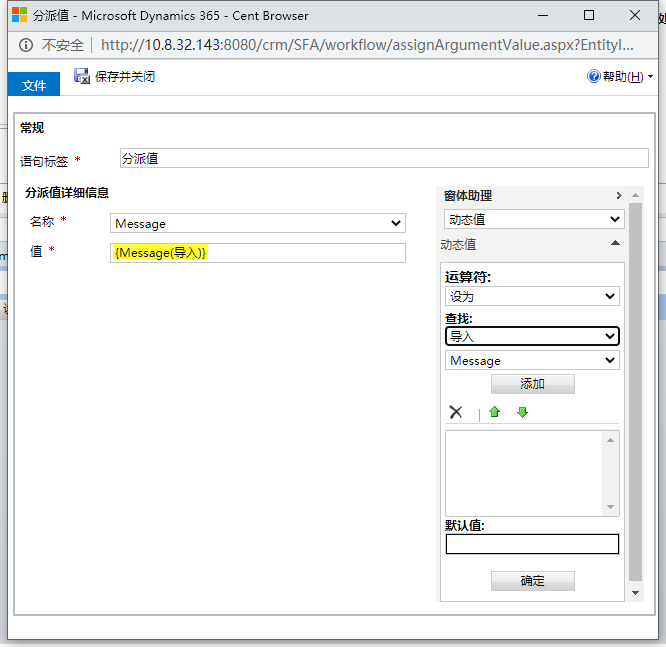 分派值 - Microsoft Dynamics 365 - Cent Browser
不安全 http://10.8.32.143:8080/crm/SFA/workflow/assignArgumentValue.aspx?EntityI...
文件 保存并关闭 帮助(H)
常规
语句标签 * 分派值
分派值详细信息
名称 * Message
值 * {Message(导入)}
窗体助理
动态值
动态值
运算符:
设为
查找:
导入
Message
添加
默认值:
确定